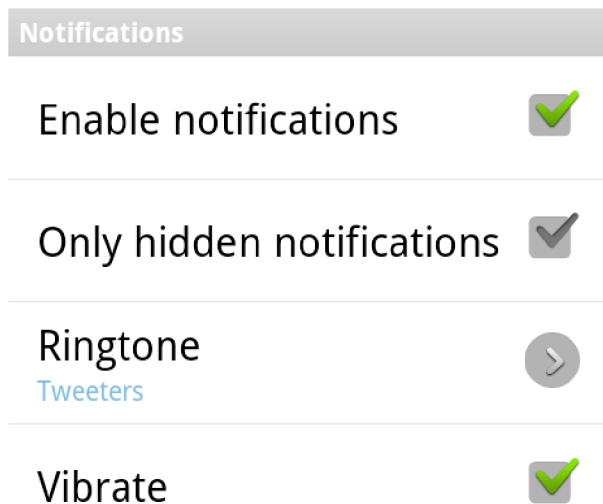 Notifications
Enable notifications
Only hidden notifications
Ringtone
Tweeters
Vibrate